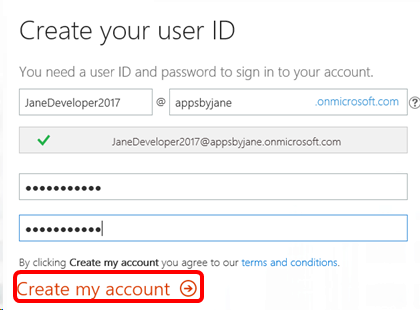 Create your user ID
You need a user ID and password to sign in to your account.
JaneDeveloper2017 @ appsbyjane .onmicrosoft.com ?
JaneDeveloper2017@appsbyjane.onmicrosoft.com
●●●●●●●●●●●
●●●●●●●●●●●
By clicking Create my account you agree to our terms and conditions.
Create my account